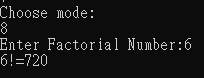 Choose mode:
8
Enter Factorial Number:6
6!=720